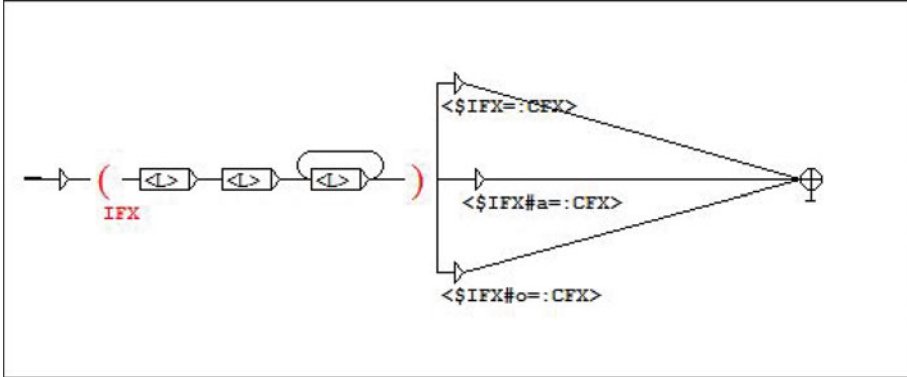 <$IFX=:CFX>
( <L> <L> <L> )
IFX
<$IFX#a=:CFX>
<$IFX#o=:CFX>